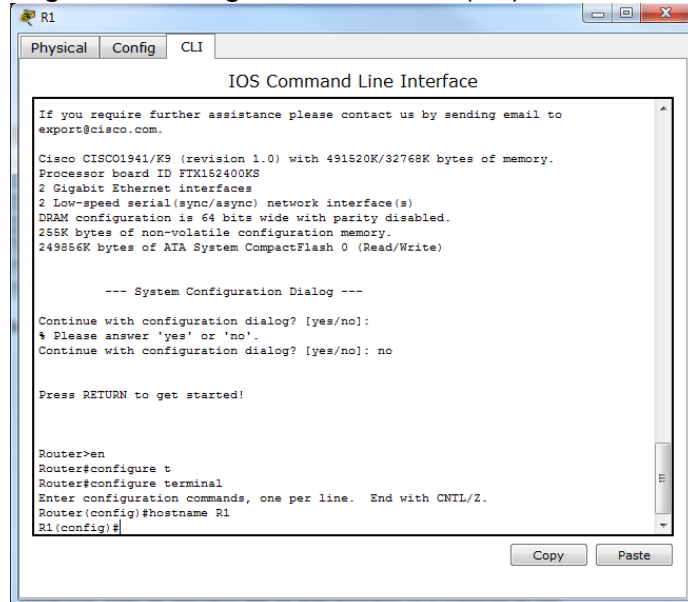 R1
Physical Config CLI
IOS Command Line Interface
If you require further assistance please contact us by sending email to
export@cisco.com.
Cisco CISCO1941/K9 (revision 1.0) with 491520K/32768K bytes of memory.
Processor board ID FTX152400KS
2 Gigabit Ethernet interfaces
2 Low-speed serial(sync/async) network interface(s)
DRAM configuration is 64 bits wide with parity disabled.
255K bytes of non-volatile configuration memory.
249856K bytes of ATA System CompactFlash 0 (Read/Write)
--- System Configuration Dialog ---
Continue with configuration dialog? [yes/no]:
% Please answer 'yes' or 'no'.
Continue with configuration dialog? [yes/no]: no
Press RETURN to get started!
Router>en
Router#configure t
Router#configure terminal
Enter configuration commands, one per line.  End with CNTL/Z.
Router(config)#hostname R1
R1(config)#
Copy Paste